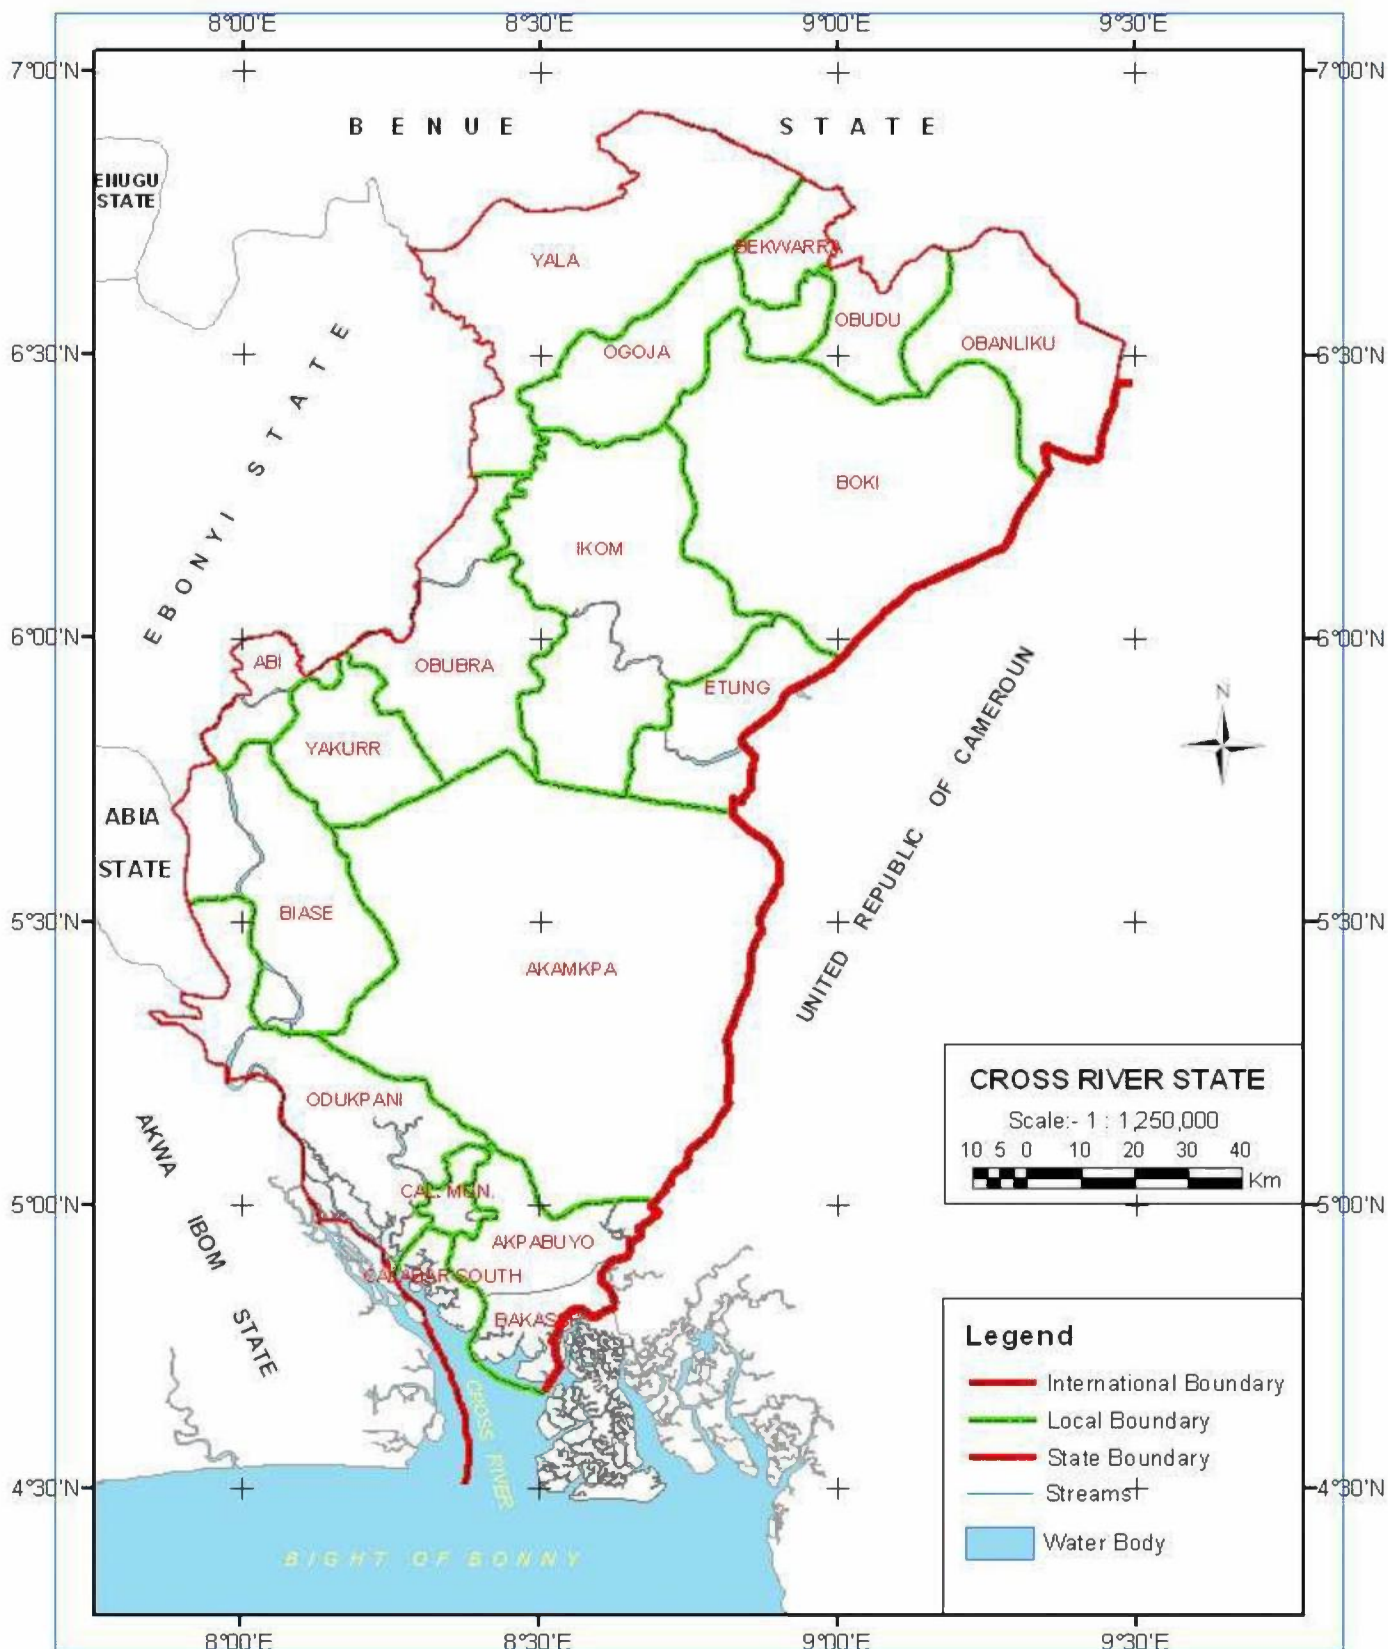 8°00'E 8°30'E 9°00'E 9°30'E
7°00'N 7°00'N
BENUE STATE
ENUGU
STATE
BEKWARRA
YALA
OBUDU
OBANLIKU
OGOJA
6°30'N 6°30'N
EBONYI STATE
BOKI
IKOM
6°00'N 6°00'N
ABI
OBUBRA
ETUNG
YAKURR
UNITED REPUBLIC OF CAMEROUN
N
ABIA
STATE
BIASE
5°30'N 5°30'N
AKAMKPA
CROSS RIVER STATE
Scale:- 1 : 1,250,000
10 5 0 10 20 30 40
Km
ODUKPANI
AKWA IBOM STATE
CAL. MUN.
5°00'N 5°00'N
AKPABUYO
CALABAR SOUTH
BAKASSI
CROSS RIVER
Legend
International Boundary
Local Boundary
State Boundary
Streams
Water Body
4°30'N 4°30'N
BIGHT OF BONNY
8°00'E 8°30'E 9°00'E 9°30'E